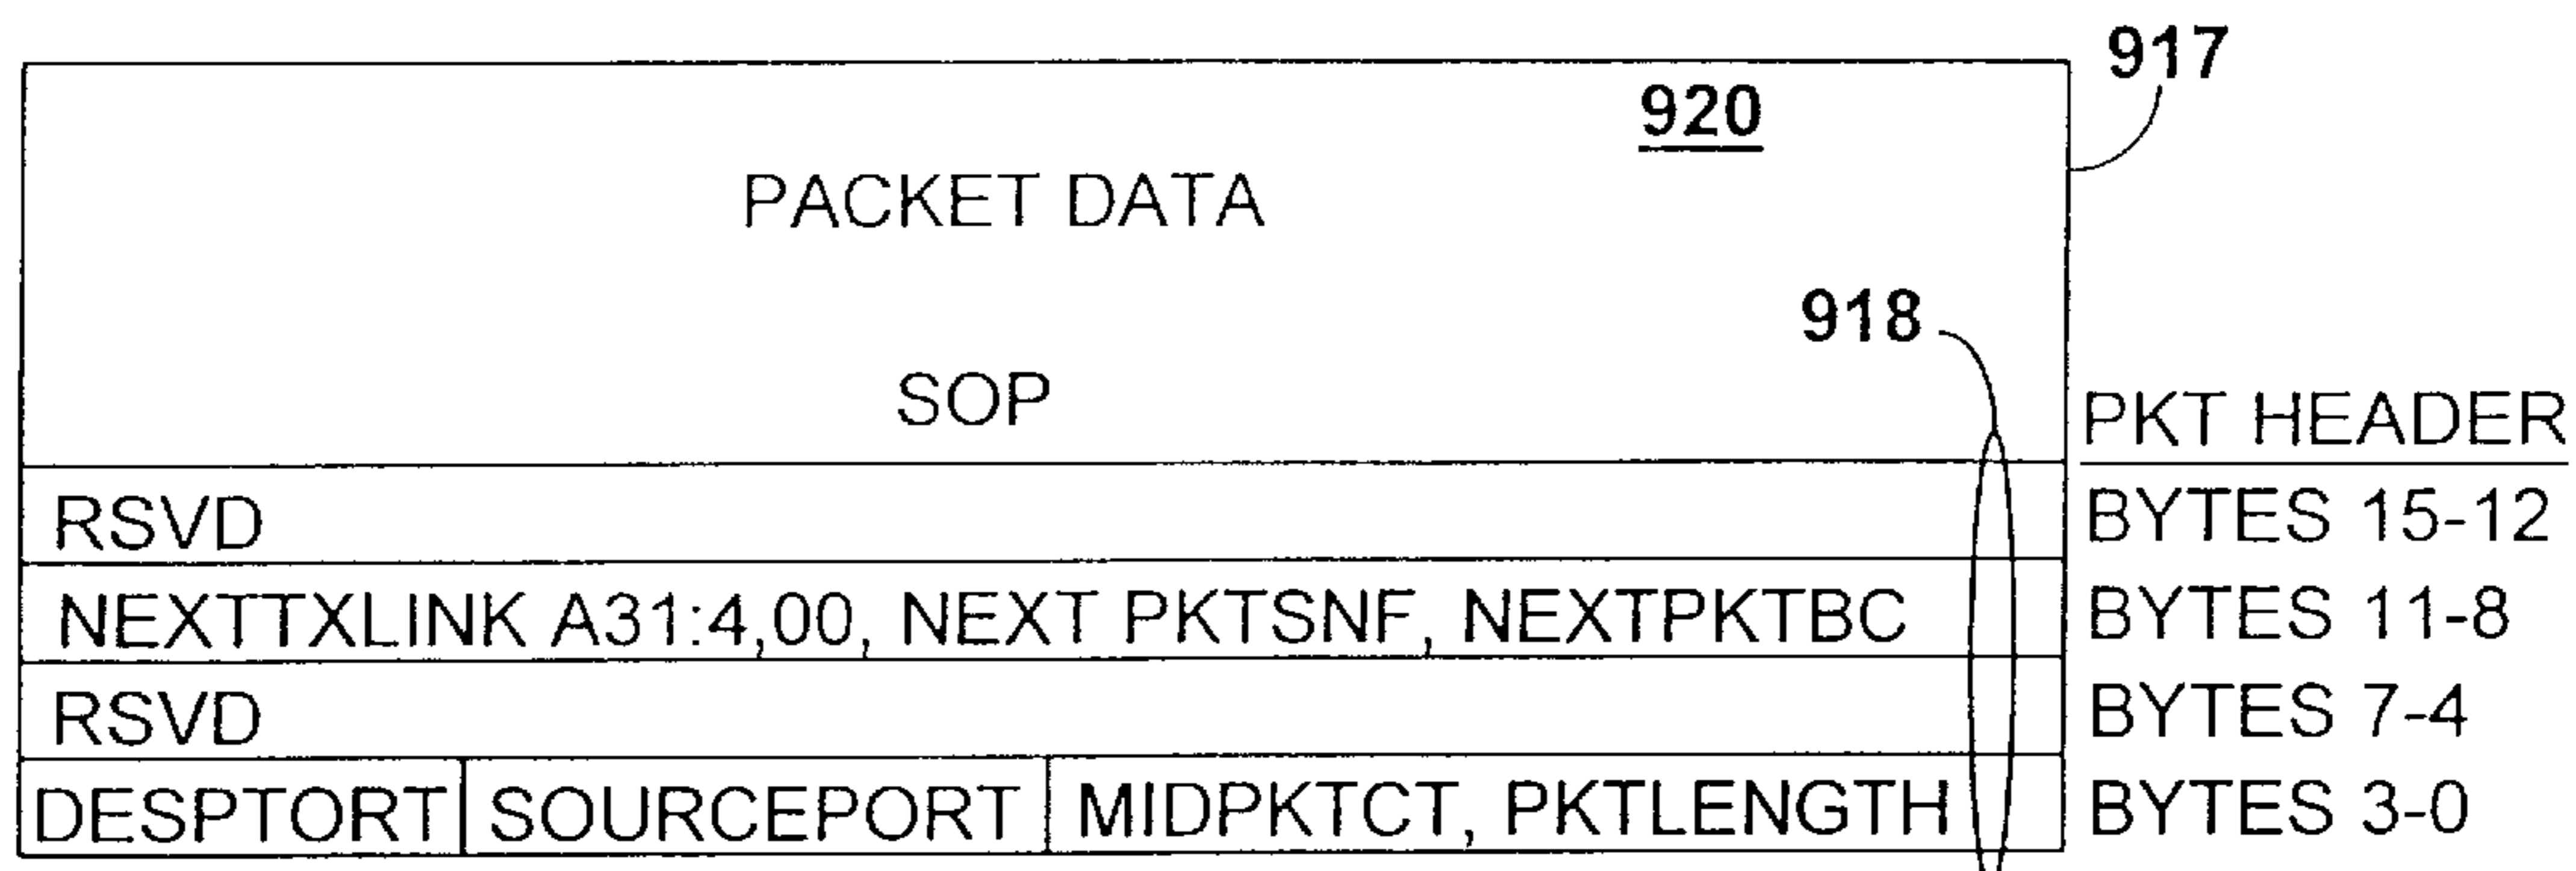 917
920
PACKET DATA
918
SOP
PKT HEADER
RSVD BYTES 15-12
NEXTTXLINK A31:4,00, NEXT PKTSNF, NEXTPKTBC BYTES 11-8
RSVD BYTES 7-4
DESPTORT SOURCEPORT MIDPKTCT, PKTLENGTH BYTES 3-0